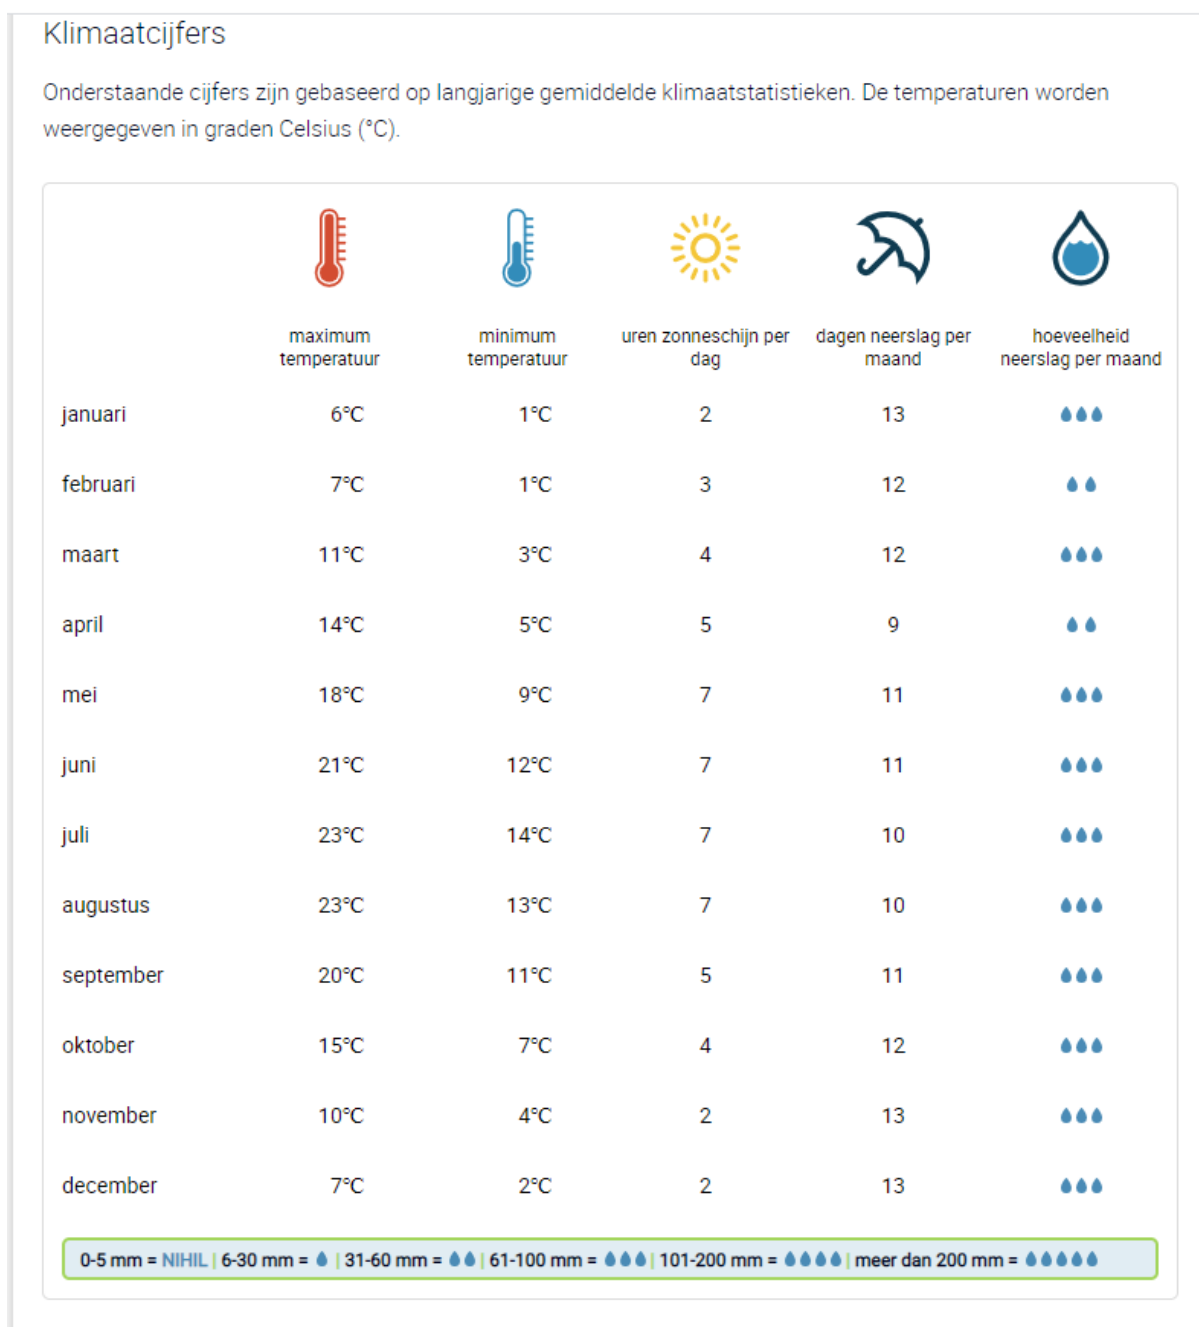 Klimaatcijfers
Onderstaande cijfers zijn gebaseerd op langjarige gemiddelde klimaatstatistieken. De temperaturen worden
weergegeven in graden Celsius (°C).
maximum temperatuur minimum temperatuur uren zonneschijn per dag dagen neerslag per maand hoeveelheid neerslag per maand
januari 6°C 1°C 2 13
februari 7°C 1°C 3 12
maart 11°C 3°C 4 12
april 14°C 5°C 5 9
mei 18°C 9°C 7 11
juni 21°C 12°C 7 11
juli 23°C 14°C 7 10
augustus 23°C 13°C 7 10
september 20°C 11°C 5 11
oktober 15°C 7°C 4 12
november 10°C 4°C 2 13
december 7°C 2°C 2 13
0-5 mm = NIHIL | 6-30 mm = | 31-60 mm = | 61-100 mm = | 101-200 mm = | meer dan 200 mm =